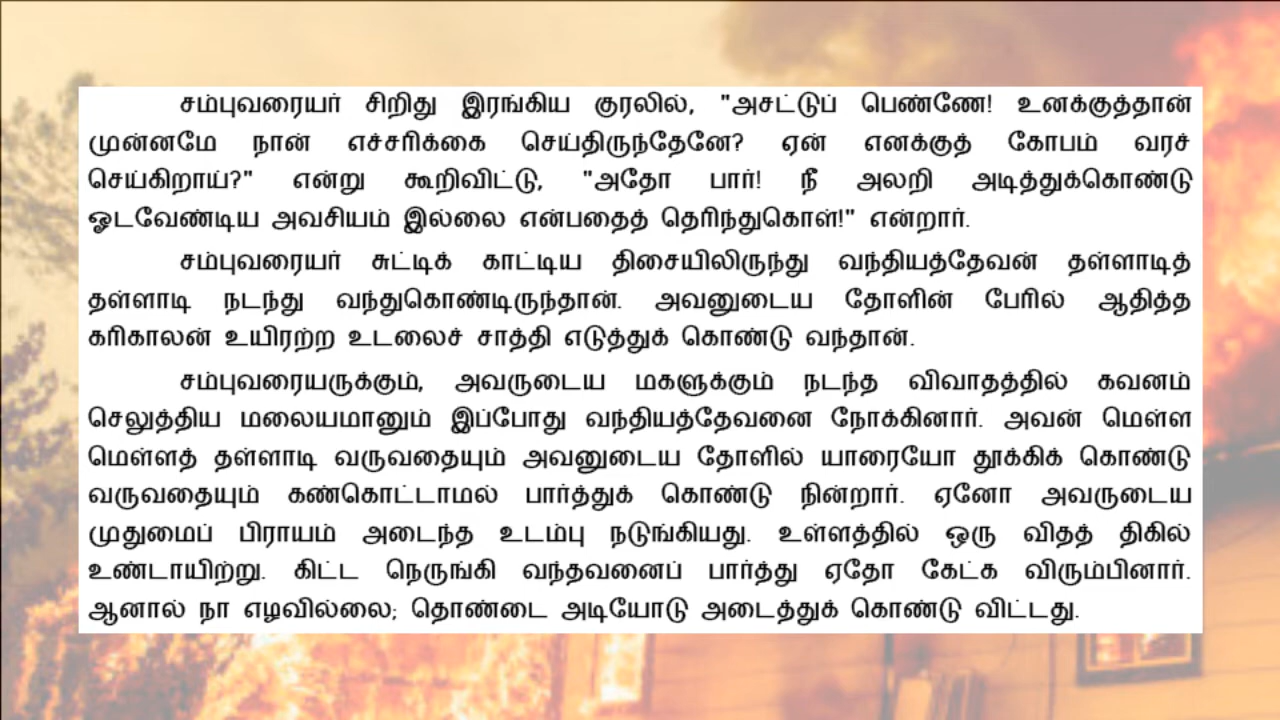 சம்புவரையர் சிறிது இரங்கிய குரலில், "அசட்டுப் பெண்ணே! உனக்குத்தான்
முன்னமே நான் எச்சரிக்கை செய்திருந்தேனே? ஏன் எனக்குத் கோபம் வரச்
செய்கிறாய்?" என்று கூறிவிட்டு, "அதோ பார்! நீ அலறி அடித்துக்கொண்டு
ஓடவேண்டிய அவசியம் இல்லை என்பதைத் தெரிந்துகொள்!" என்றார்.
சம்புவரையர் சுட்டிக் காட்டிய திசையிலிருந்து வந்தியத்தேவன் தள்ளாடித்
தள்ளாடி நடந்து வந்துகொண்டிருந்தான். அவனுடைய தோளின் பேரில் ஆதித்த
கரிகாலன் உயிரற்ற உடலைச் சாத்தி எடுத்துக் கொண்டு வந்தான்.
சம்புவரையருக்கும், அவருடைய மகளுக்கும் நடந்த விவாதத்தில் கவனம்
செலுத்திய மலையமானும் இப்போது வந்தியத்தேவனை நோக்கினார். அவன் மெள்ள
மெள்ளத் தள்ளாடி வருவதையும் அவனுடைய தோளில் யாரையோ தூக்கிக் கொண்டு
வருவதையும் கண்கொட்டாமல் பார்த்துக் கொண்டு நின்றார். ஏனோ அவருடைய
முதுமைப் பிராயம் அடைந்த உடம்பு நடுங்கியது. உள்ளத்தில் ஒரு விதத் திகில்
உண்டாயிற்று. கிட்ட நெருங்கி வந்தவனைப் பார்த்து ஏதோ கேட்க விரும்பினார்.
ஆனால் நா எழவில்லை; தொண்டை அடியோடு அடைத்துக் கொண்டு விட்டது.